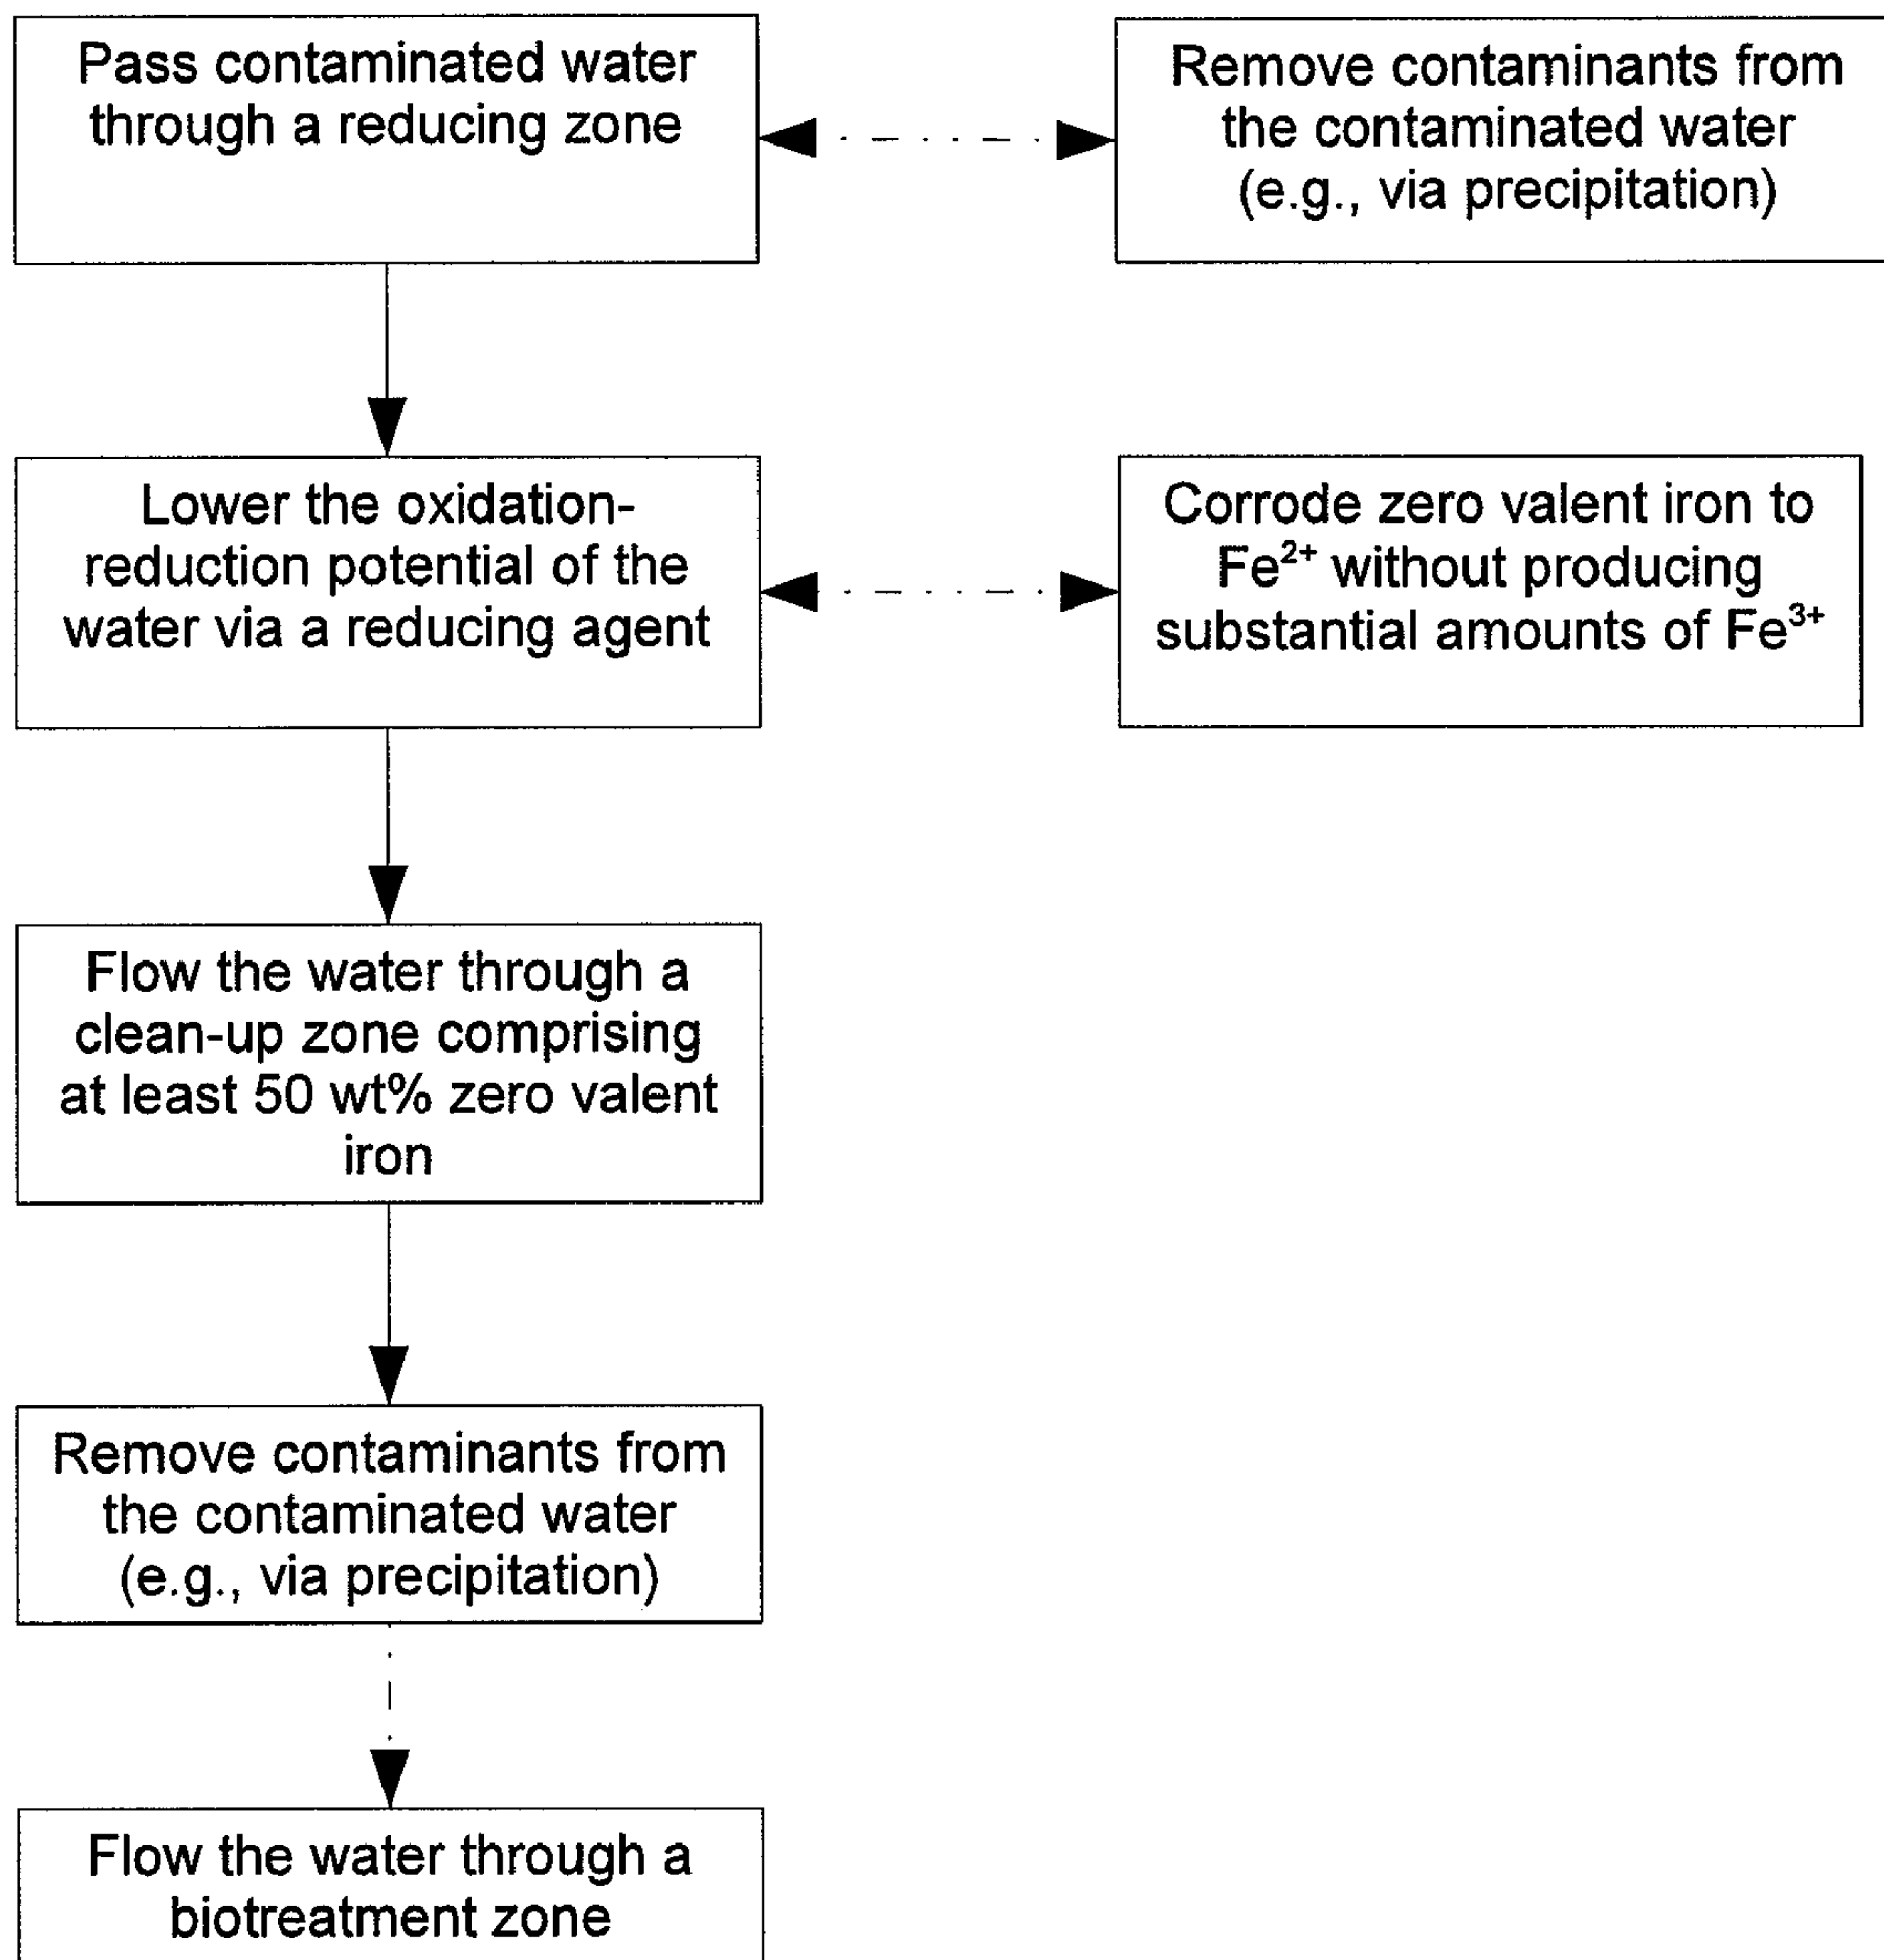 Pass contaminated water
through a reducing zone
Remove contaminants from
the contaminated water
(e.g., via precipitation)
Lower the oxidation-
reduction potential of the
water via a reducing agent
Corrode zero valent iron to
Fe²⁺ without producing
substantial amounts of Fe³⁺
Flow the water through a
clean-up zone comprising
at least 50 wt% zero valent
iron
Remove contaminants from
the contaminated water
(e.g., via precipitation)
Flow the water through a
biotreatment zone